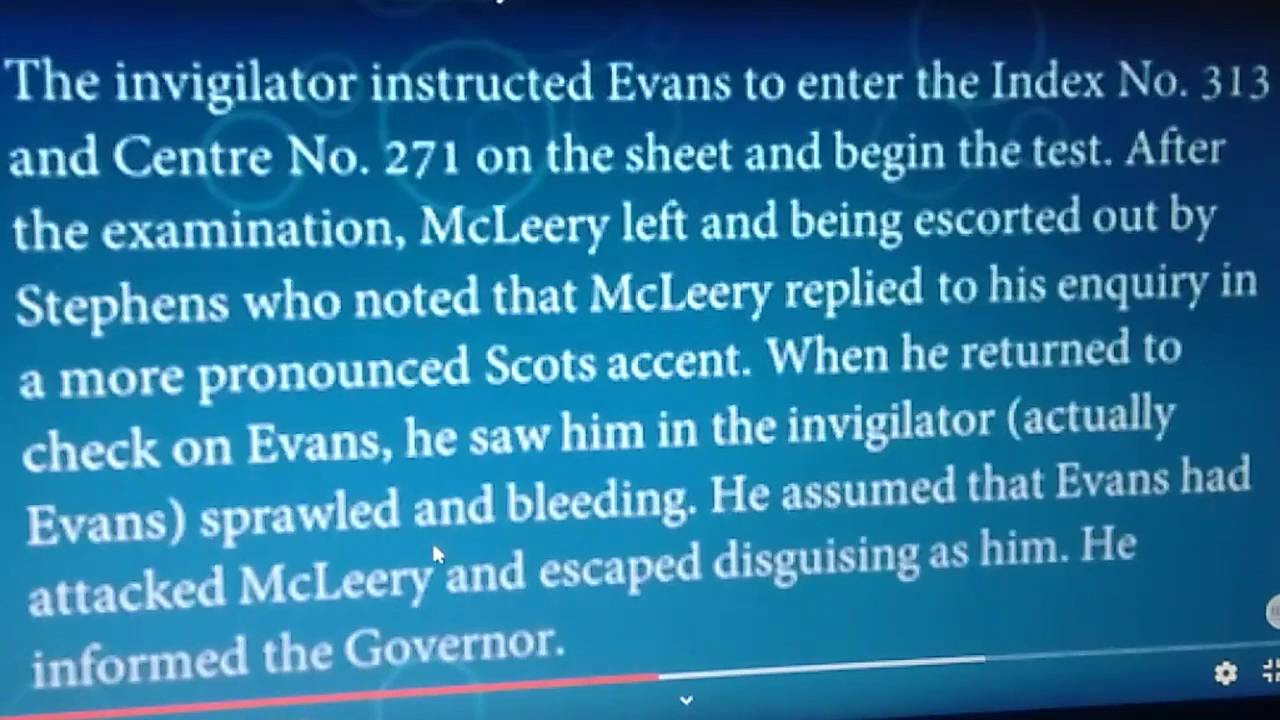 The invigilator instructed Evans to enter the Index No. 313
and Centre No. 271 on the sheet and begin the test. After
the examination, McLeery left and being escorted out by
Stephens who noted that McLeery replied to his enquiry in
a more pronounced Scots accent. When he returned to
check on Evans, he saw him in the invigilator (actually
Evans) sprawled and bleeding. He assumed that Evans had
attacked McLeery and escaped disguising as him. He
informed the Governor.